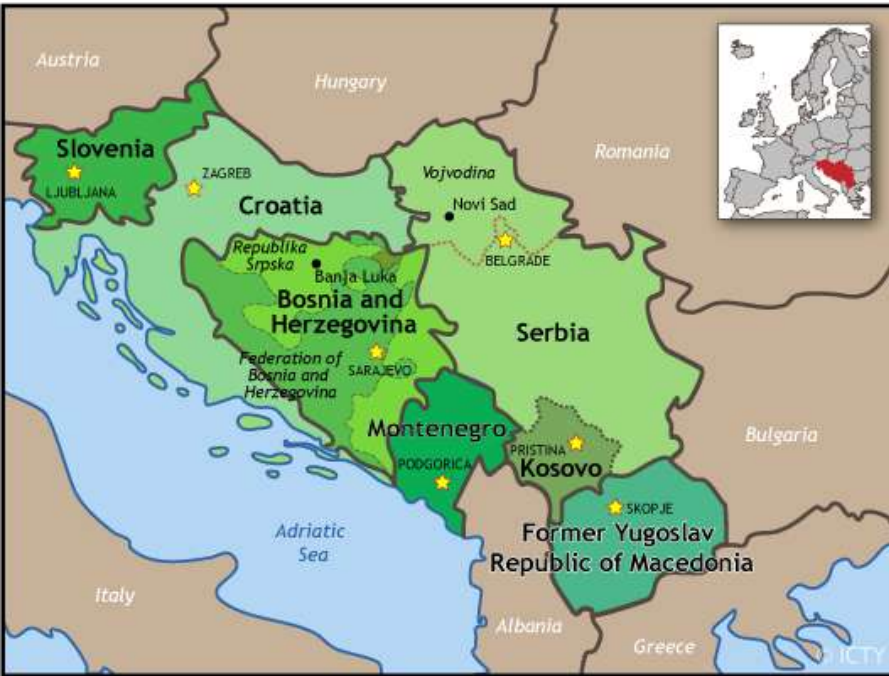 Austria
Hungary
Romania
Slovenia
LJUBLJANA
ZAGREB
Croatia
Vojvodina
Novi Sad
BELGRADE
Republika
Srpska
Banja Luka
Bosnia and
Herzegovina
SARAJEVO
Federation of
Bosnia and
Herzegovina
Serbia
Montenegro
PODGORICA
PRISTINA
Kosovo
Bulgaria
SKOPJE
Former Yugoslav
Republic of Macedonia
Adriatic
Sea
Italy
Albania
Greece
© ICTY